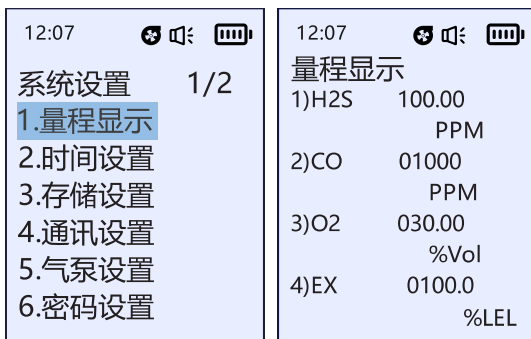 12:07
系统设置 1/2
1.量程显示
2.时间设置
3.存储设置
4.通讯设置
5.气泵设置
6.密码设置
12:07
量程显示
1)H2S 100.00
PPM
2)CO 01000
PPM
3)O2 030.00
%Vol
4)EX 0100.0
%LEL